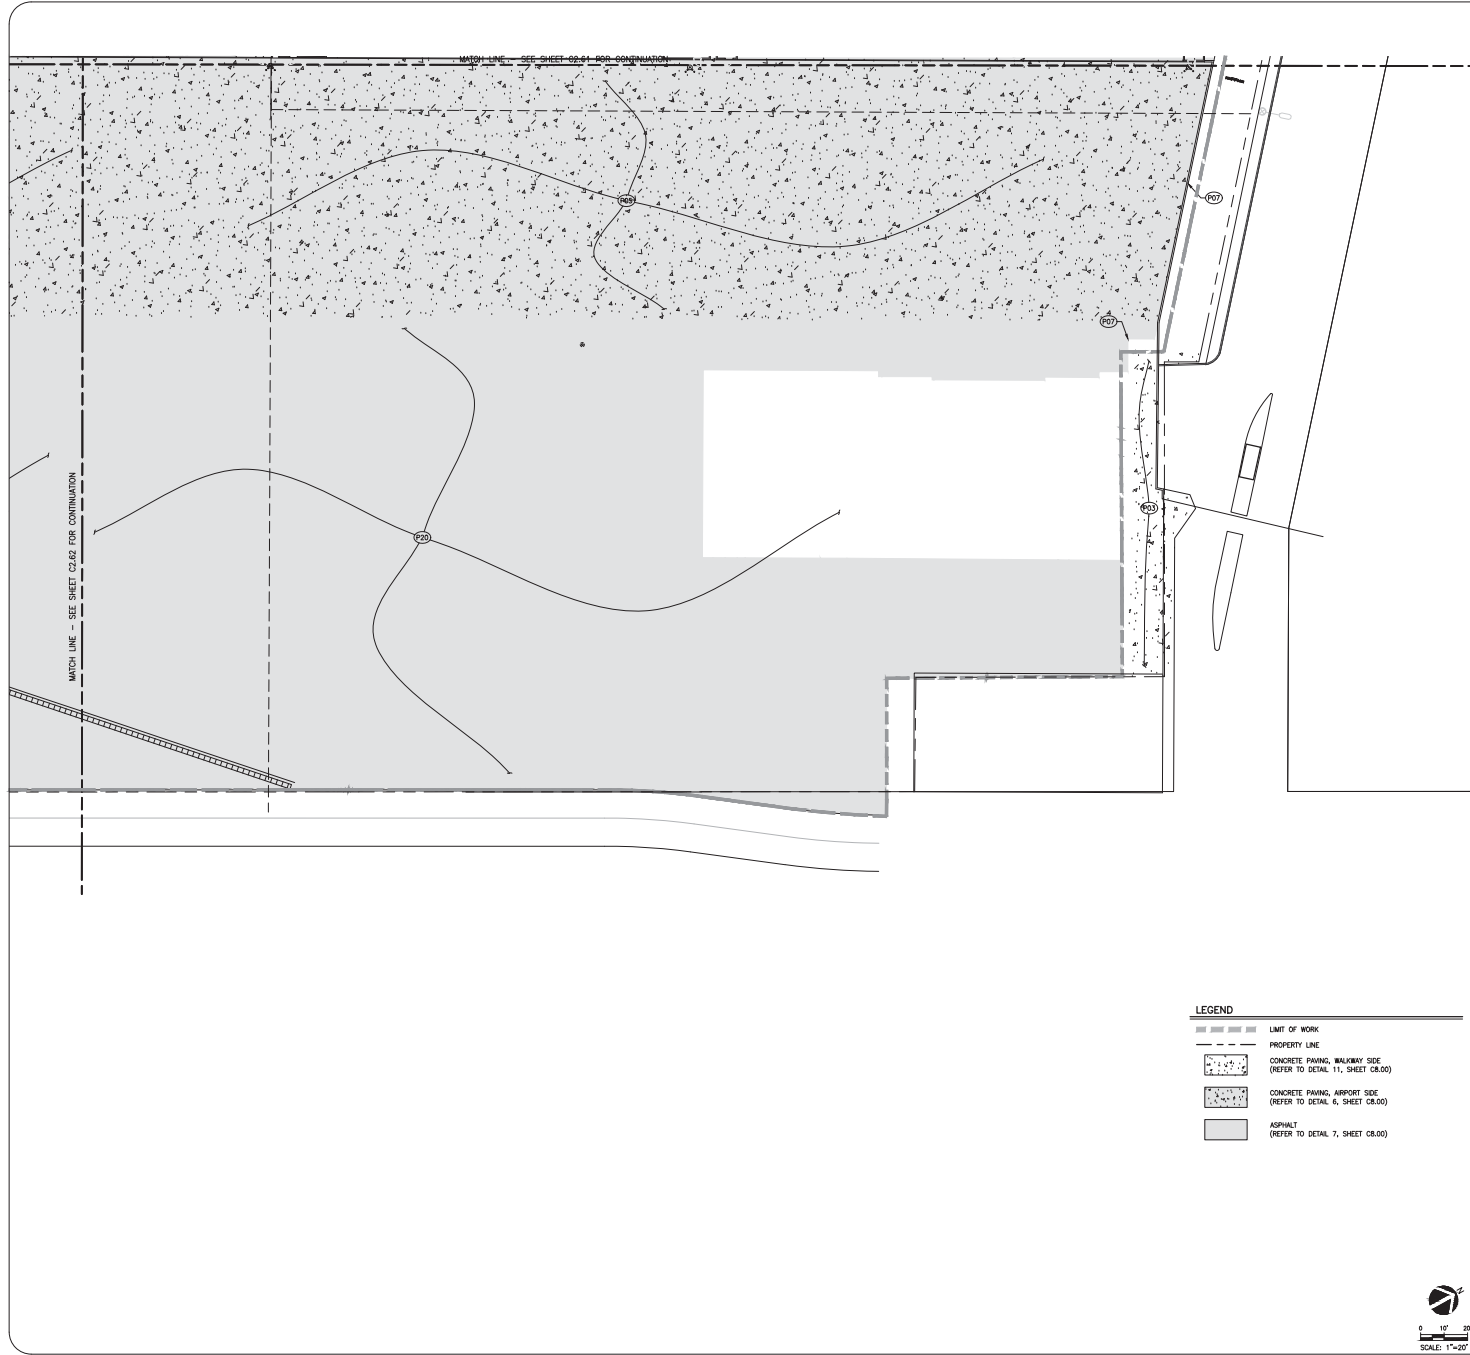 MATCH LINE - SEE SHEET C2.61 FOR CONTINUATION
P05
P07
P07
MATCH LINE - SEE SHEET C2.62 FOR CONTINUATION
P03
P20
LEGEND
LIMIT OF WORK
PROPERTY LINE
CONCRETE PAVING, WALKWAY SIDE
(REFER TO DETAIL 11, SHEET C8.00)
CONCRETE PAVING, AIRPORT SIDE
(REFER TO DETAIL 6, SHEET C8.00)
ASPHALT
(REFER TO DETAIL 7, SHEET C8.00)
N
0 10' 20
SCALE: 1"=20'